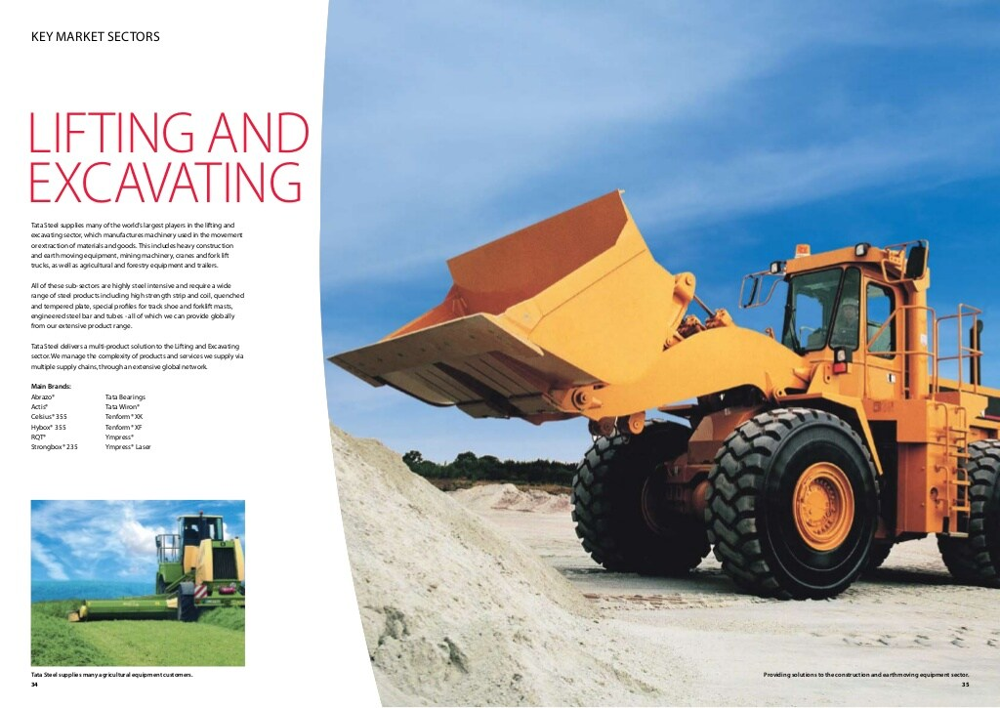 KEY MARKET SECTORS
LIFTING AND
EXCAVATING
Tata Steel supplies many of the world's largest players in the lifting and
excavating sector, which manufactures machinery used in the movement
or extraction of materials and goods. This includes heavy construction
and earth moving equipment, mining machinery, cranes and fork lift
trucks, as well as agricultural and forestry equipment and trailers.
All of these sub-sectors are highly steel intensive and require a wide
range of steel products including high strength strip and coil, quenched
and tempered plate, special profiles for track shoe and forklift masts,
engineered steel bar and tubes - all of which we can provide globally
from our extensive product range.
Tata Steel delivers a multi-product solution to the Lifting and Excavating
sector. We manage the complexity of products and services we supply via
multiple supply chains, through an extensive global network.
Main Brands:
Abrazo®
Actis®
Celsius® 355
Hybox® 355
RQT®
Strongbox® 235
Tata Bearings
Tata Wiron®
Tenform® XK
Tenform® XF
Ympress®
Ympress® Laser
Tata Steel supplies many agricultural equipment customers.
34
Providing solutions to the construction and earthmoving equipment sector.
35